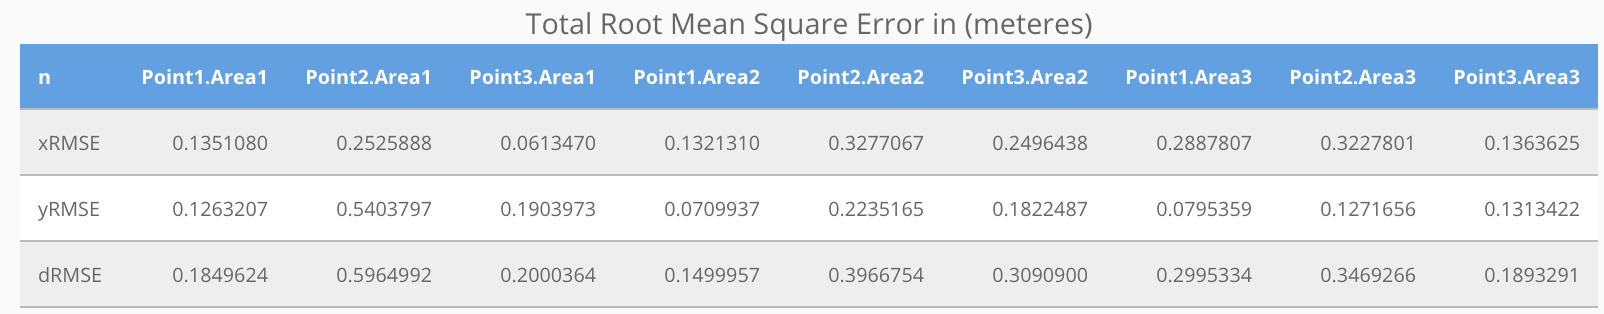 Total Root Mean Square Error in (meteres)
n Point1.Area1 Point2.Area1 Point3.Area1 Point1.Area2 Point2.Area2 Point3.Area2 Point1.Area3 Point2.Area3 Point3.Area3
xRMSE 0.1351080 0.2525888 0.0613470 0.1321310 0.3277067 0.2496438 0.2887807 0.3227801 0.1363625
yRMSE 0.1263207 0.5403797 0.1903973 0.0709937 0.2235165 0.1822487 0.0795359 0.1271656 0.1313422
dRMSE 0.1849624 0.5964992 0.2000364 0.1499957 0.3966754 0.3090900 0.2995334 0.3469266 0.1893291